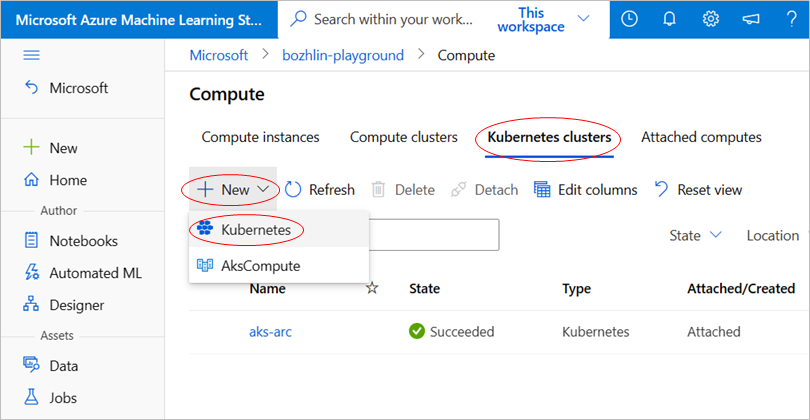 Microsoft Azure Machine Learning St...
Search within your work...
This workspace
Microsoft > bozhlin-playground > Compute
Microsoft
Compute
Compute instances Compute clusters Kubernetes clusters Attached computes
New
Home
New Refresh Delete Detach Edit columns Reset view
Author
Notebooks
Automated ML
Designer
Assets
Data
Jobs
Kubernetes
AksCompute
State Location
Name State Type Attached/Created
aks-arc Succeeded Kubernetes Attached